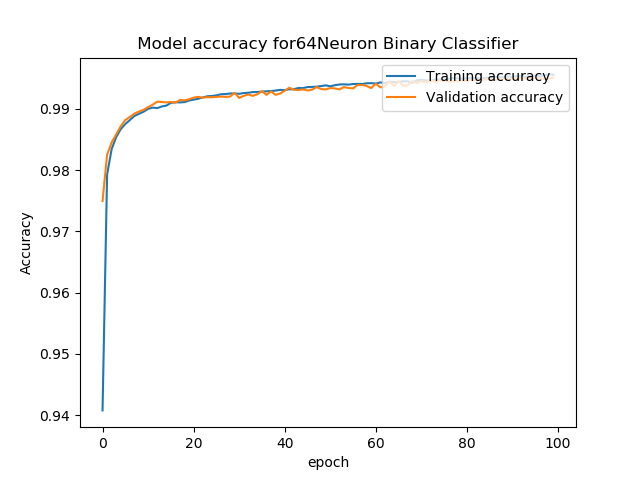 Model accuracy for64Neuron Binary Classifier
Training accuracy
Validation accuracy
0.99
0.98
0.97
0.96
0.95
0.94
Accuracy
0 20 40 60 80 100
epoch